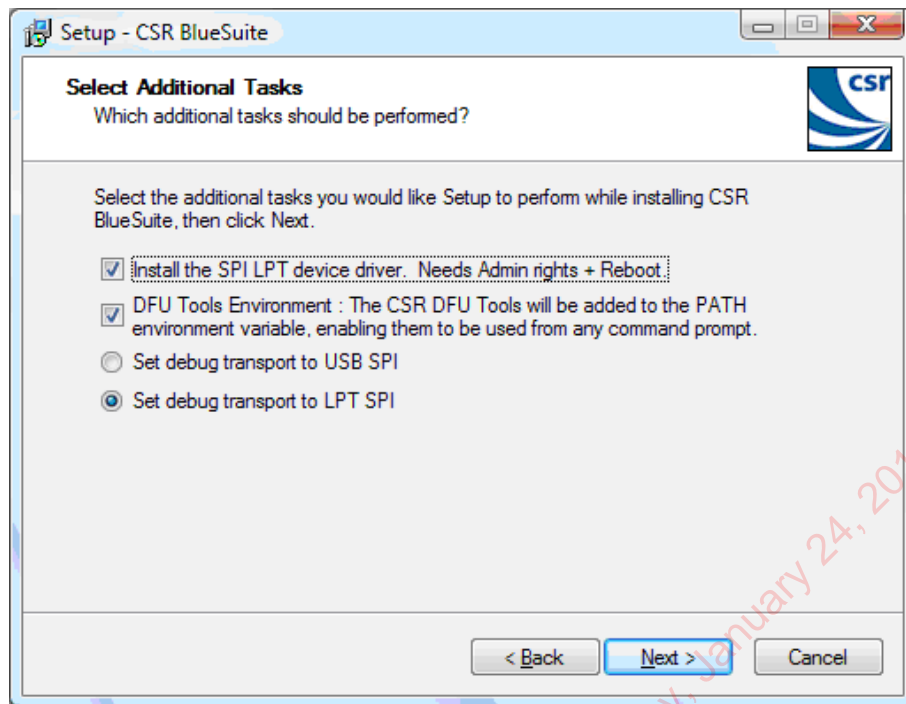 Setup - CSR BlueSuite
Select Additional Tasks
Which additional tasks should be performed?
csr
Select the additional tasks you would like Setup to perform while installing CSR
BlueSuite, then click Next.
Install the SPI LPT device driver.  Needs Admin rights + Reboot.
DFU Tools Environment : The CSR DFU Tools will be added to the PATH
environment variable, enabling them to be used from any command prompt.
Set debug transport to USB SPI
Set debug transport to LPT SPI
January 24, 201
< Back
Next >
Cancel